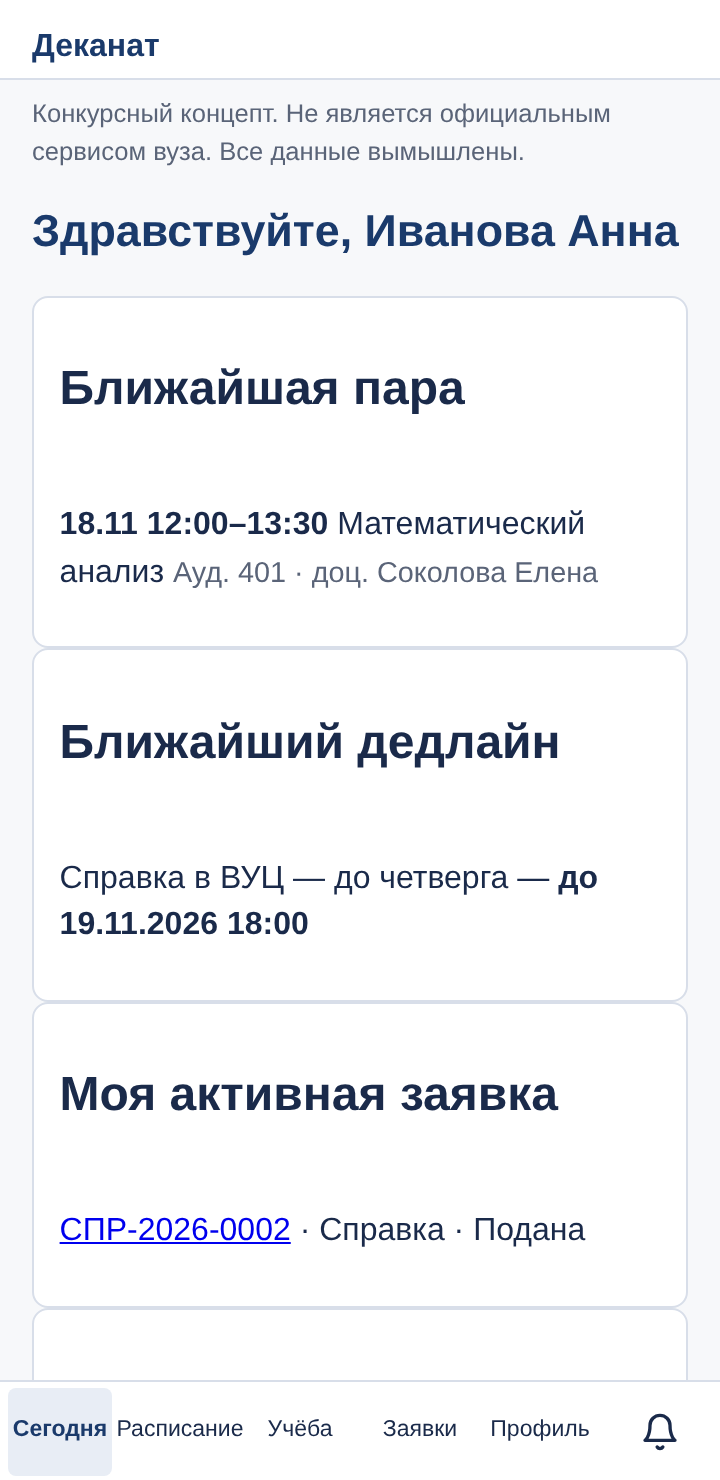 Деканат
Конкурсный концепт. Не является официальным
сервисом вуза. Все данные вымышлены.
Здравствуйте, Иванова Анна
Ближайшая пара
18.11 12:00–13:30 Математический
анализ Ауд. 401 · доц. Соколова Елена
Ближайший дедлайн
Справка в ВУЦ — до четверга — до
19.11.2026 18:00
Моя активная заявка
СПР-2026-0002 · Справка · Подана
Сегодня Расписание Учёба Заявки Профиль